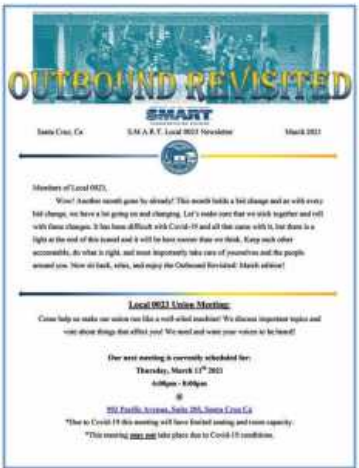 OUTBOUND REVISITED
SMART
Santa Cruz, Ca S.M.A.R.T. Local 0023 Newsletter March 2021
Members of Local 0023,
Wow! Another month gone by already! This month holds a bid change and as with every
bid change, we have a lot going on and changing. Let's make sure that we stick together and roll
with these changes. It has been difficult with Covid-19 and all that came with it, but there is a
light at the end of this tunnel and it will be here sooner than we think. Keep each other
accountable, do what is right, and most importantly take care of yourselves and the people
around you. Now sit back, relax, and enjoy the Outbound Revisited: March edition!
Local 0023 Union Meeting:
Come help us make our union run like a well-oiled machine! We discuss important topics and
vote about things that affect you! We need and want your voices to be heard!
Our next meeting is currently scheduled for:
Thursday, March 11th 2021
6:00pm - 8:00pm
@
Pacific Avenue, Suite Santa Cruz Ca
*Due to Covid-19 this meeting will have limited seating and room capacity.
*This meeting may not take place due to Covid-19 conditions.